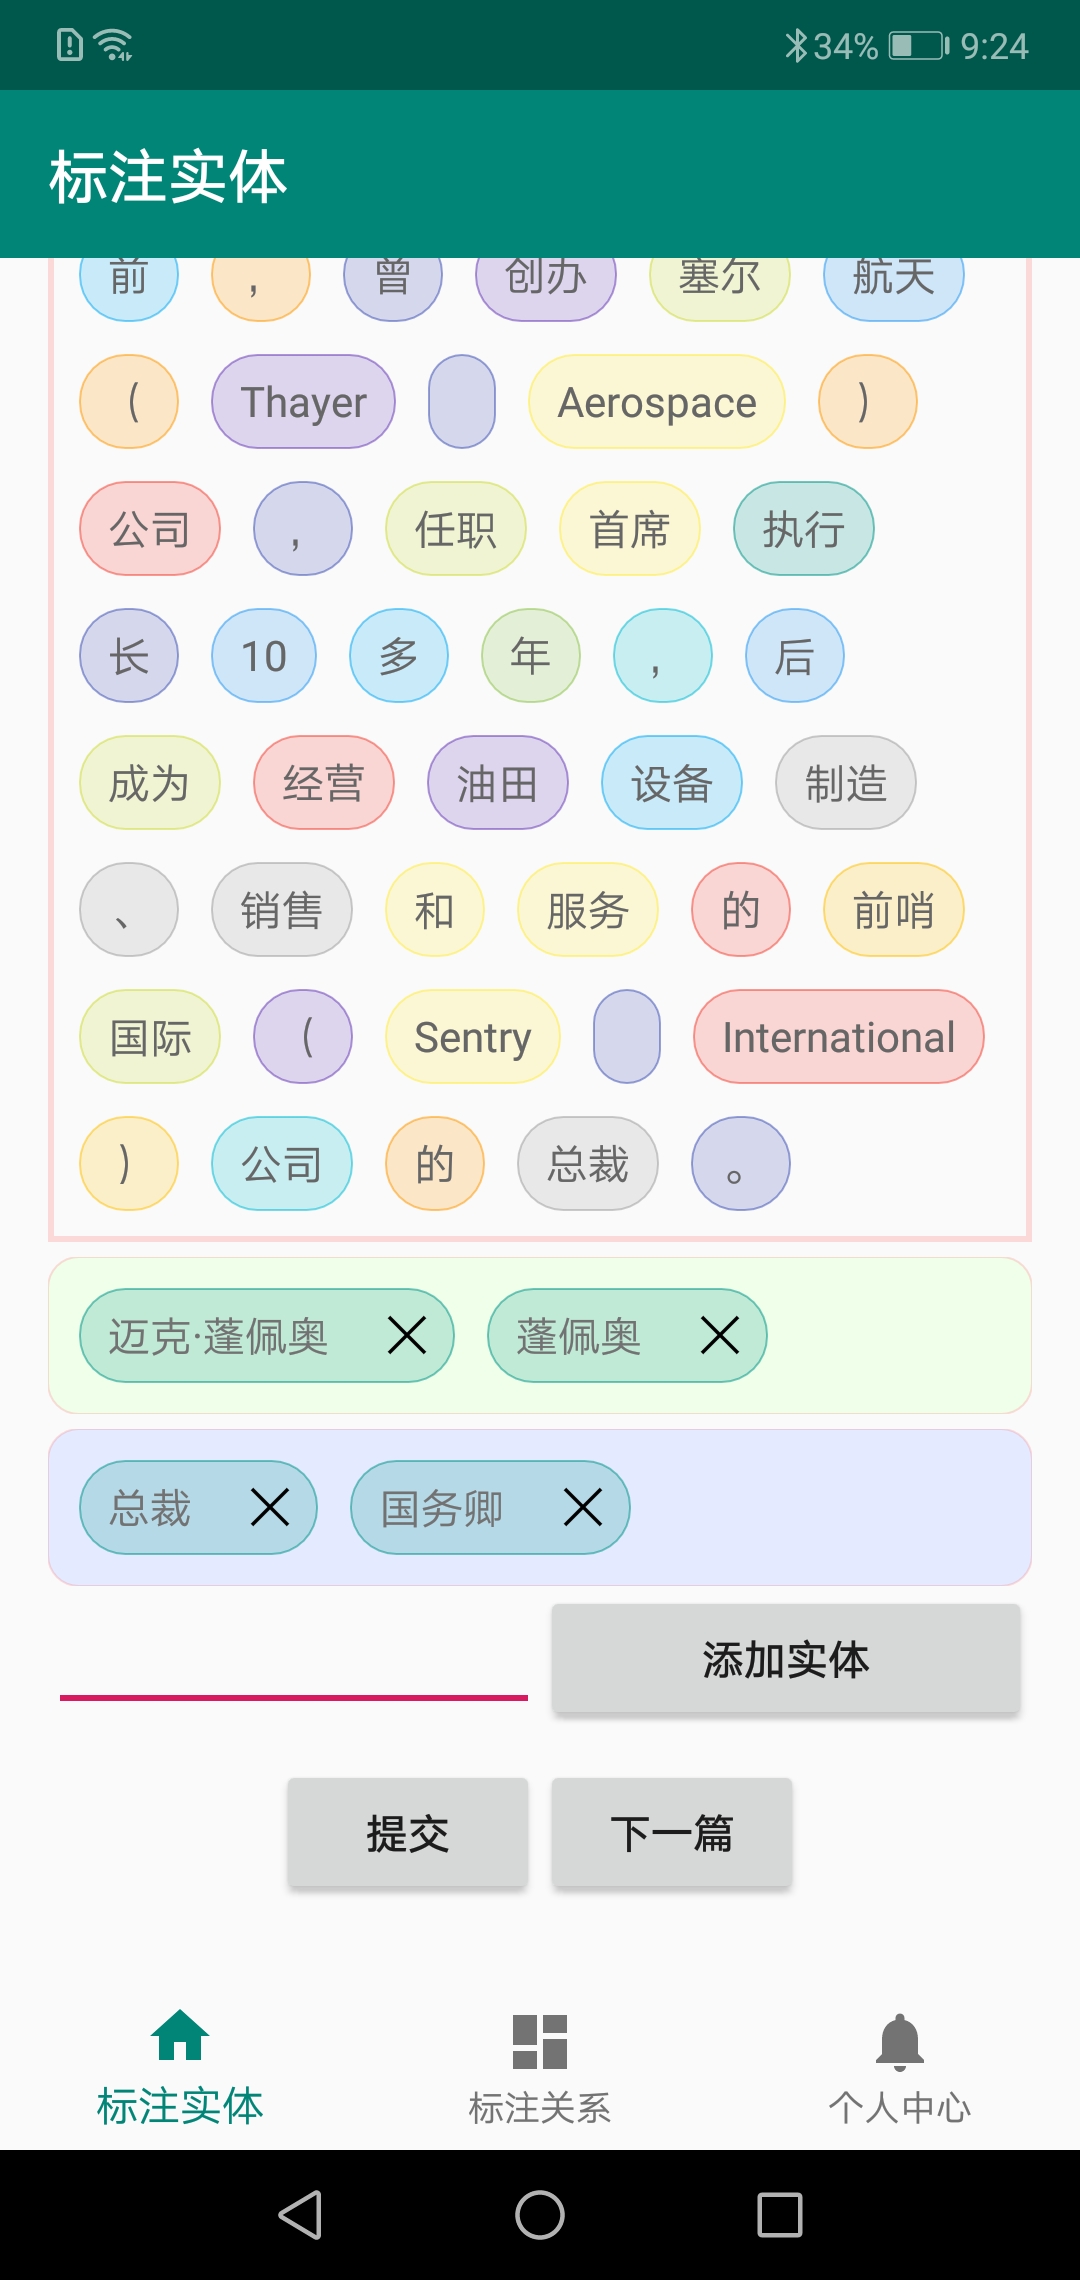 34% 9:24
标注实体
前 , 曾 创办 塞尔 航天
( Thayer Aerospace )
公司 , 任职 首席 执行
长 10 多 年 , 后
成为 经营 油田 设备 制造
、 销售 和 服务 的 前哨
国际 ( Sentry International
) 公司 的 总裁 。
迈克·蓬佩奥 蓬佩奥
总裁 国务卿
添加实体
提交 下一篇
标注实体 标注关系 个人中心